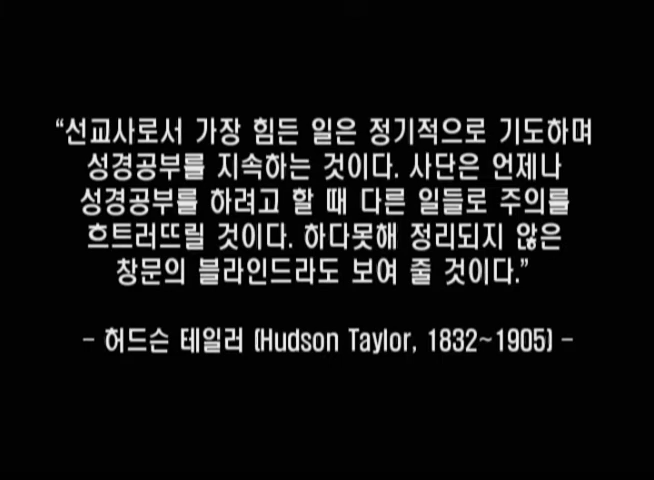 “선교사로서 가장 힘든 일은 정기적으로 기도하며
성경공부를 지속하는 것이다. 사단은 언제나
성경공부를 하려고 할 때 다른 일들로 주의를
흐트러뜨릴 것이다. 하다못해 정리되지 않은
창문의 블라인드라도 보여 줄 것이다.”
- 허드슨 테일러 (Hudson Taylor, 1832~1905) -